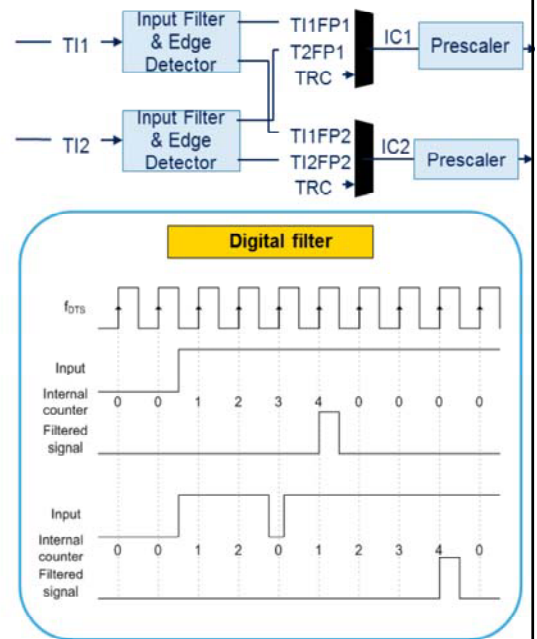 Input Filter
& Edge
Detector
TI1
TI1FP1
T2FP1
TRC
IC1
Prescaler
Input Filter
& Edge
Detector
TI2
TI1FP2
TI2FP2
TRC
IC2
Prescaler
Digital filter
fDTS
Input
Internal
counter
0 0 1 2 3 4 0 0 0 0
Filtered
signal
Input
Internal
counter
0 0 1 2 0 1 2 3 4 0
Filtered
signal